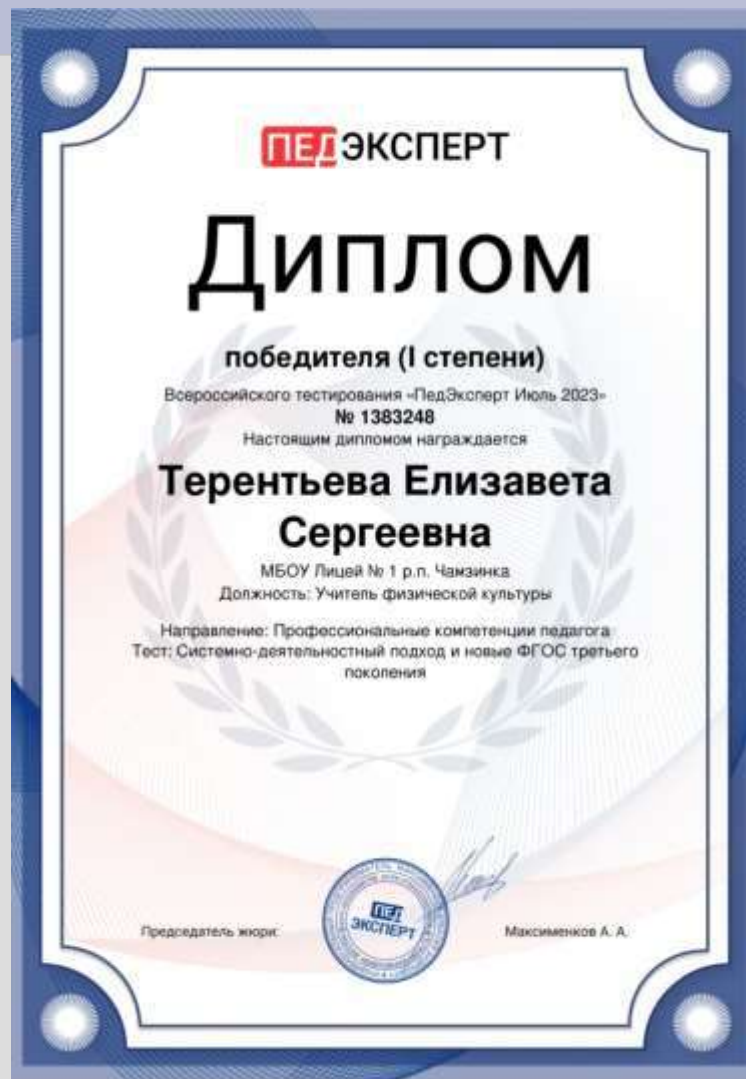 ПЕДЭКСПЕРТ
Диплом
победителя (I степени)
Всероссийского тестирования «ПедЭксперт Июль 2023»
№ 1383248
Настоящим дипломом награждается
Терентьева Елизавета
Сергеевна
МБОУ Лицей № 1 р.п. Чамзинка
Должность: Учитель физической культуры
Направление: Профессиональные компетенции педагога
Тест: Системно-деятельностный подход и новые ФГОС третьего
поколения
ПЕД
ЭКСПЕРТ
Председатель жюри:
Максименков А. А.